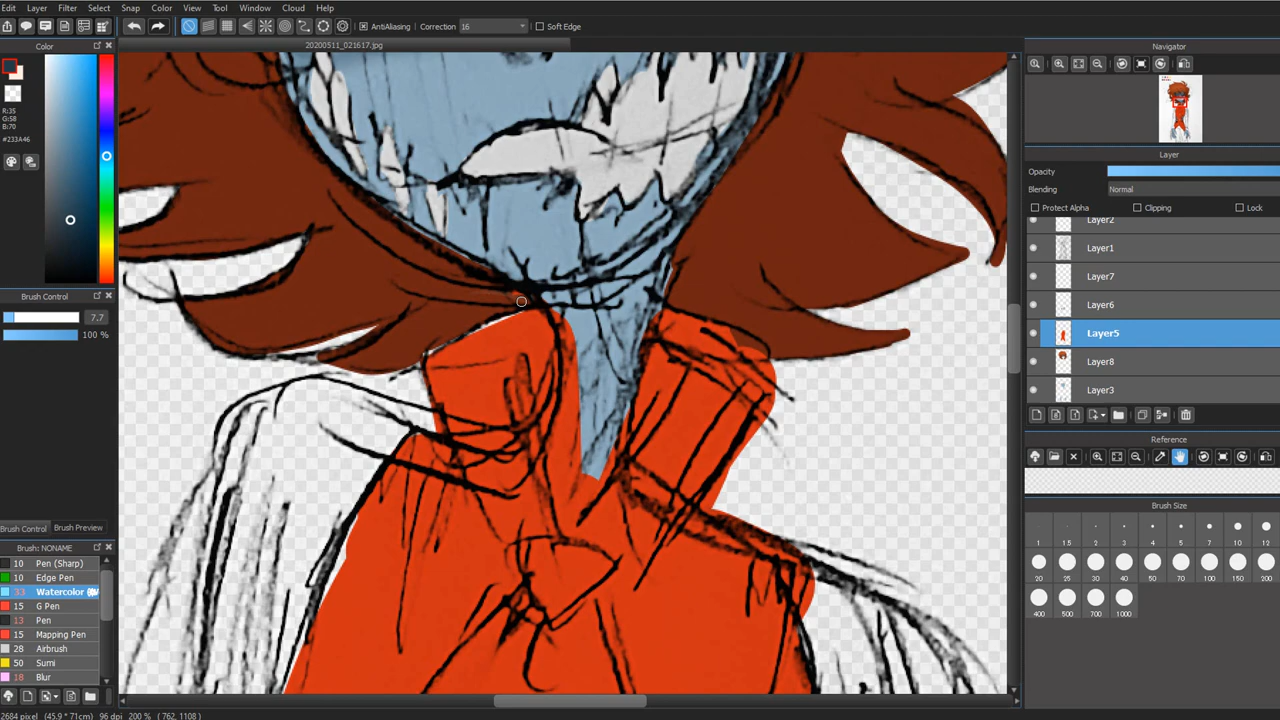 Edit Layer Filter Select Snap Color View Tool Window Cloud Help
AntiAliasing Correction 16 Soft Edge
20200511_021617.jpg
Color
R:35
G:58
B:70
#233A46
Brush Control
7.7
100 %
Brush Control Brush Preview
Brush: NONAME
10 Pen (Sharp)
10 Edge Pen
33 Watercolor (W
15 G Pen
13 Pen
15 Mapping Pen
28 Airbrush
50 Sumi
18 Blur
2684 pixel (45.9 * 71cm) 96 dpi 200 % ( 762, 1108 )
Navigator
Layer
Opacity
Blending Normal
Protect Alpha Clipping Lock
Layer2
Layer1
Layer7
Layer6
Layer5
Layer8
Layer3
Reference
Brush Size
1 1.5 2 3 4 5 7 10 12
20 25 30 40 50 70 100 150 200
400 500 700 1000